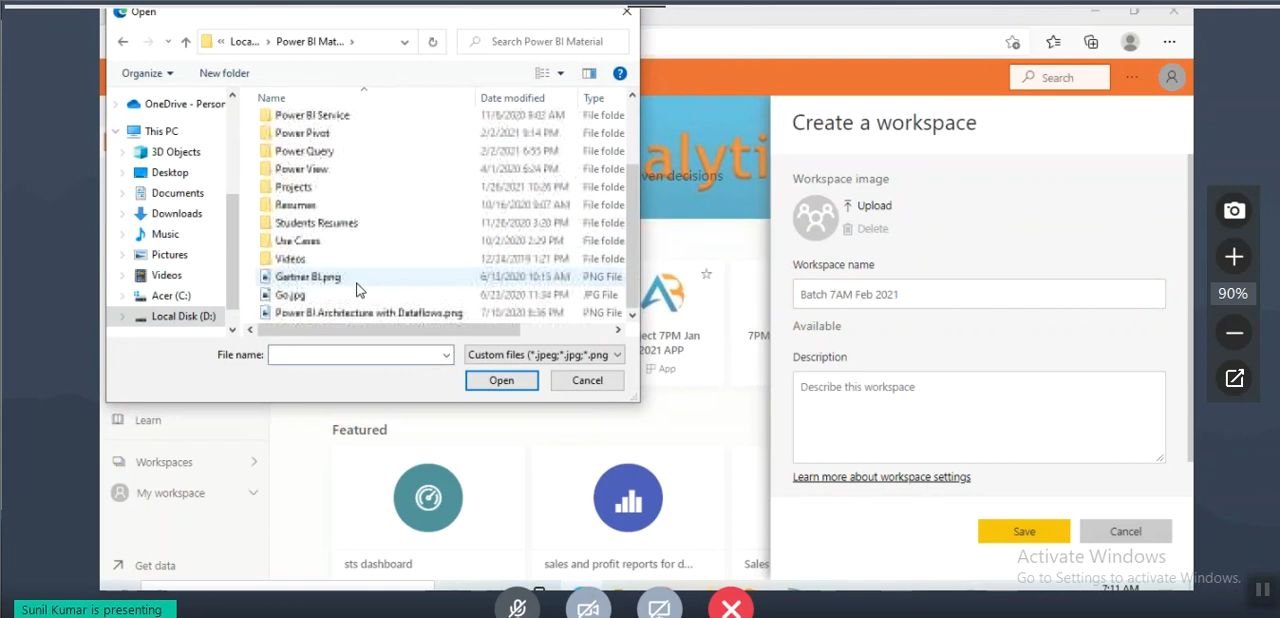 Open
« Loca... › Power BI Mat... ›
Search Power BI Material
Organize
New folder
Search
Name
Date modified
Type
OneDrive - Person
This PC
3D Objects
Desktop
Documents
Downloads
Music
Pictures
Videos
Acer (C:)
Local Disk (D:)
Power BI Service 11/6/2020 9:03 AM File folde
Power Pivot 2/2/2021 9:14 PM File folde
Power Query 2/2/2021 6:55 PM File folde
Power View 4/1/2020 5:24 PM File folde
Projects 1/26/2021 10:26 PM File folde
Resumes 10/16/2020 9:07 AM File folde
Students Resumes 11/26/2020 3:20 PM File folde
Use Cases 10/2/2020 2:29 PM File folde
Videos 12/24/2019 1:21 PM File folde
Gartner BI.png 6/13/2020 10:15 AM PNG File
Go.jpg 6/23/2020 11:34 PM JPG File
Power BI Architecture with Dataflows.png 7/10/2020 8:36 PM PNG File
File name:
Custom files (*.jpeg;*.jpg;*.png
Open
Cancel
alyti
ven decisions
ect 7PM Jan
2021 APP
App
7PM
Create a workspace
Workspace image
Upload
Delete
Workspace name
Batch 7AM Feb 2021
Available
Description
Describe this workspace
Learn more about workspace settings
Save
Cancel
90%
Learn
Workspaces
My workspace
Get data
Featured
sts dashboard
sales and profit reports for d...
Sales
Activate Windows
Go to Settings to activate Windows.
7:11 AM
Sunil Kumar is presenting